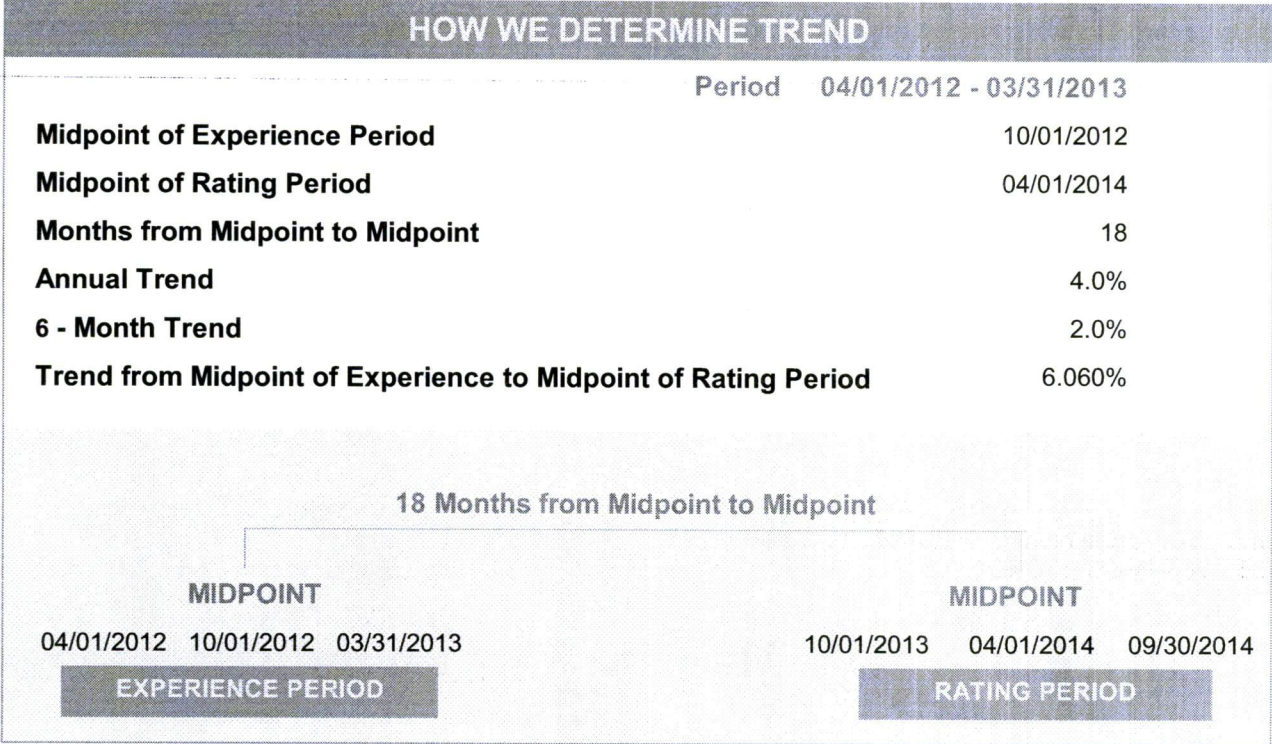 HOW WE DETERMINE TREND
Period 04/01/2012 - 03/31/2013
Midpoint of Experience Period 10/01/2012
Midpoint of Rating Period 04/01/2014
Months from Midpoint to Midpoint 18
Annual Trend 4.0%
6 - Month Trend 2.0%
Trend from Midpoint of Experience to Midpoint of Rating Period 6.060%
18 Months from Midpoint to Midpoint
MIDPOINT MIDPOINT
04/01/2012 10/01/2012 03/31/2013 10/01/2013 04/01/2014 09/30/2014
EXPERIENCE PERIOD RATING PERIOD